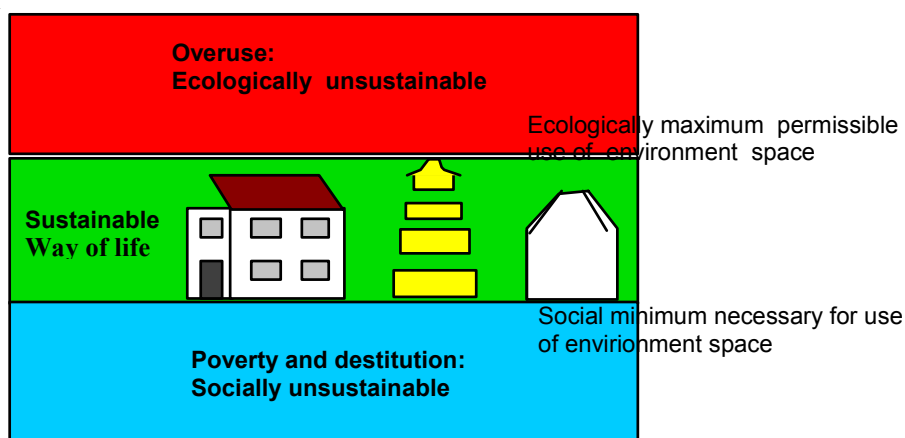 Overuse:
Ecologically unsustainable
Ecologically maximum permissible
use of environment space
Sustainable
Way of life
Social minimum necessary for use
of envirionment space
Poverty and destitution:
Socially unsustainable